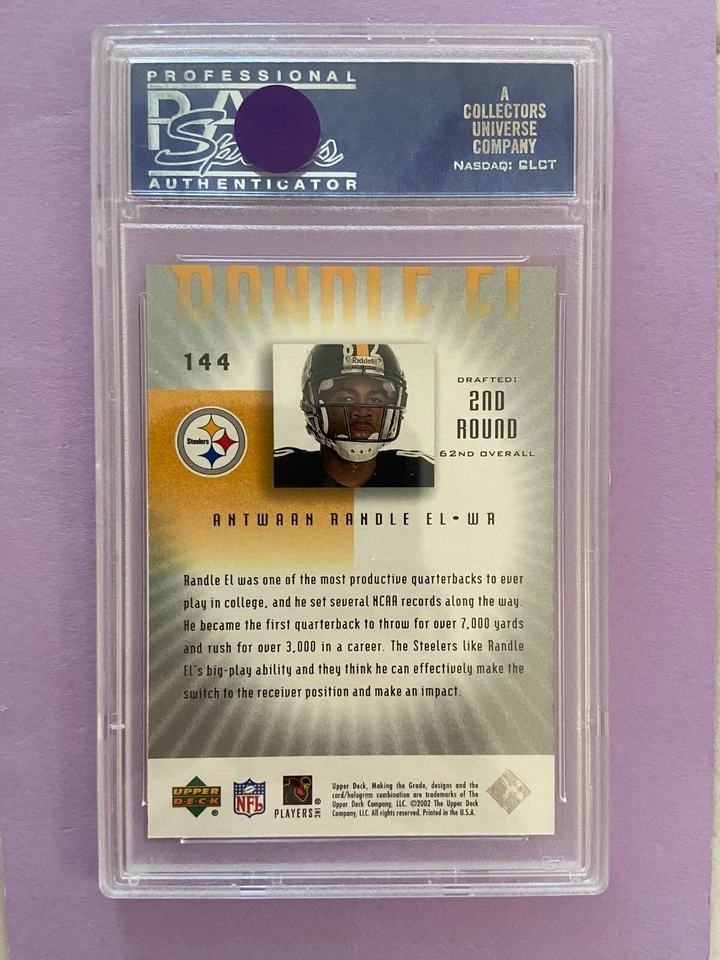 PROFESSIONAL
Sports
AUTHENTICATOR
A
COLLECTORS
UNIVERSE
COMPANY
NASDAQ: CLCT
RANDLE EL
144
82
Riddell
DRAFTED:
2ND
ROUND
62ND OVERALL
Steelers
ANTWAAN RANDLE EL•WR
Randle El was one of the most productive quarterbacks to ever
play in college, and he set several NCAA records along the way.
He became the first quarterback to throw for over 7,000 yards
and rush for over 3,000 in a career. The Steelers like Randle
El's big-play ability and they think he can effectively make the
switch to the receiver position and make an impact.
UPPER
DECK
®
NFL
PLAYERS INC
®
Upper Deck, Making the Grade, designs and the
card/hologram combination are trademarks of The
Upper Deck Company, LLC. ©2002 The Upper Deck
Company, LLC. All rights reserved. Printed in the U.S.A.